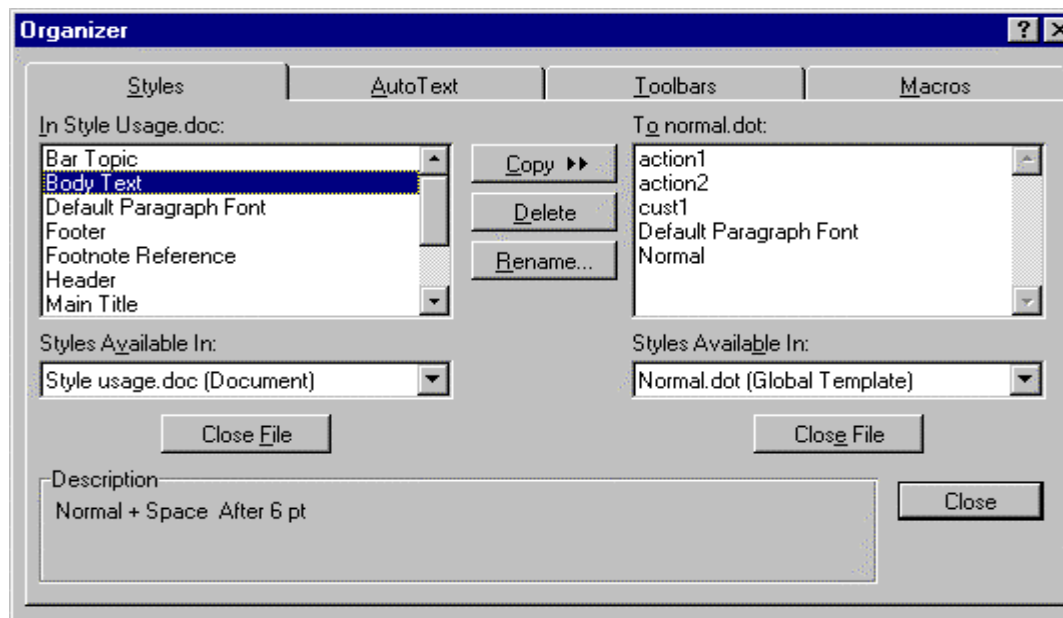 Organizer
Styles
AutoText
Toolbars
Macros
In Style Usage.doc:
Bar Topic
Body Text
Default Paragraph Font
Footer
Footnote Reference
Header
Main Title
Copy
Delete
Rename...
To normal.dot:
action1
action2
cust1
Default Paragraph Font
Normal
Styles Available In:
Style usage.doc (Document)
Close File
Styles Available In:
Normal.dot (Global Template)
Close File
Description
Normal + Space After 6 pt
Close